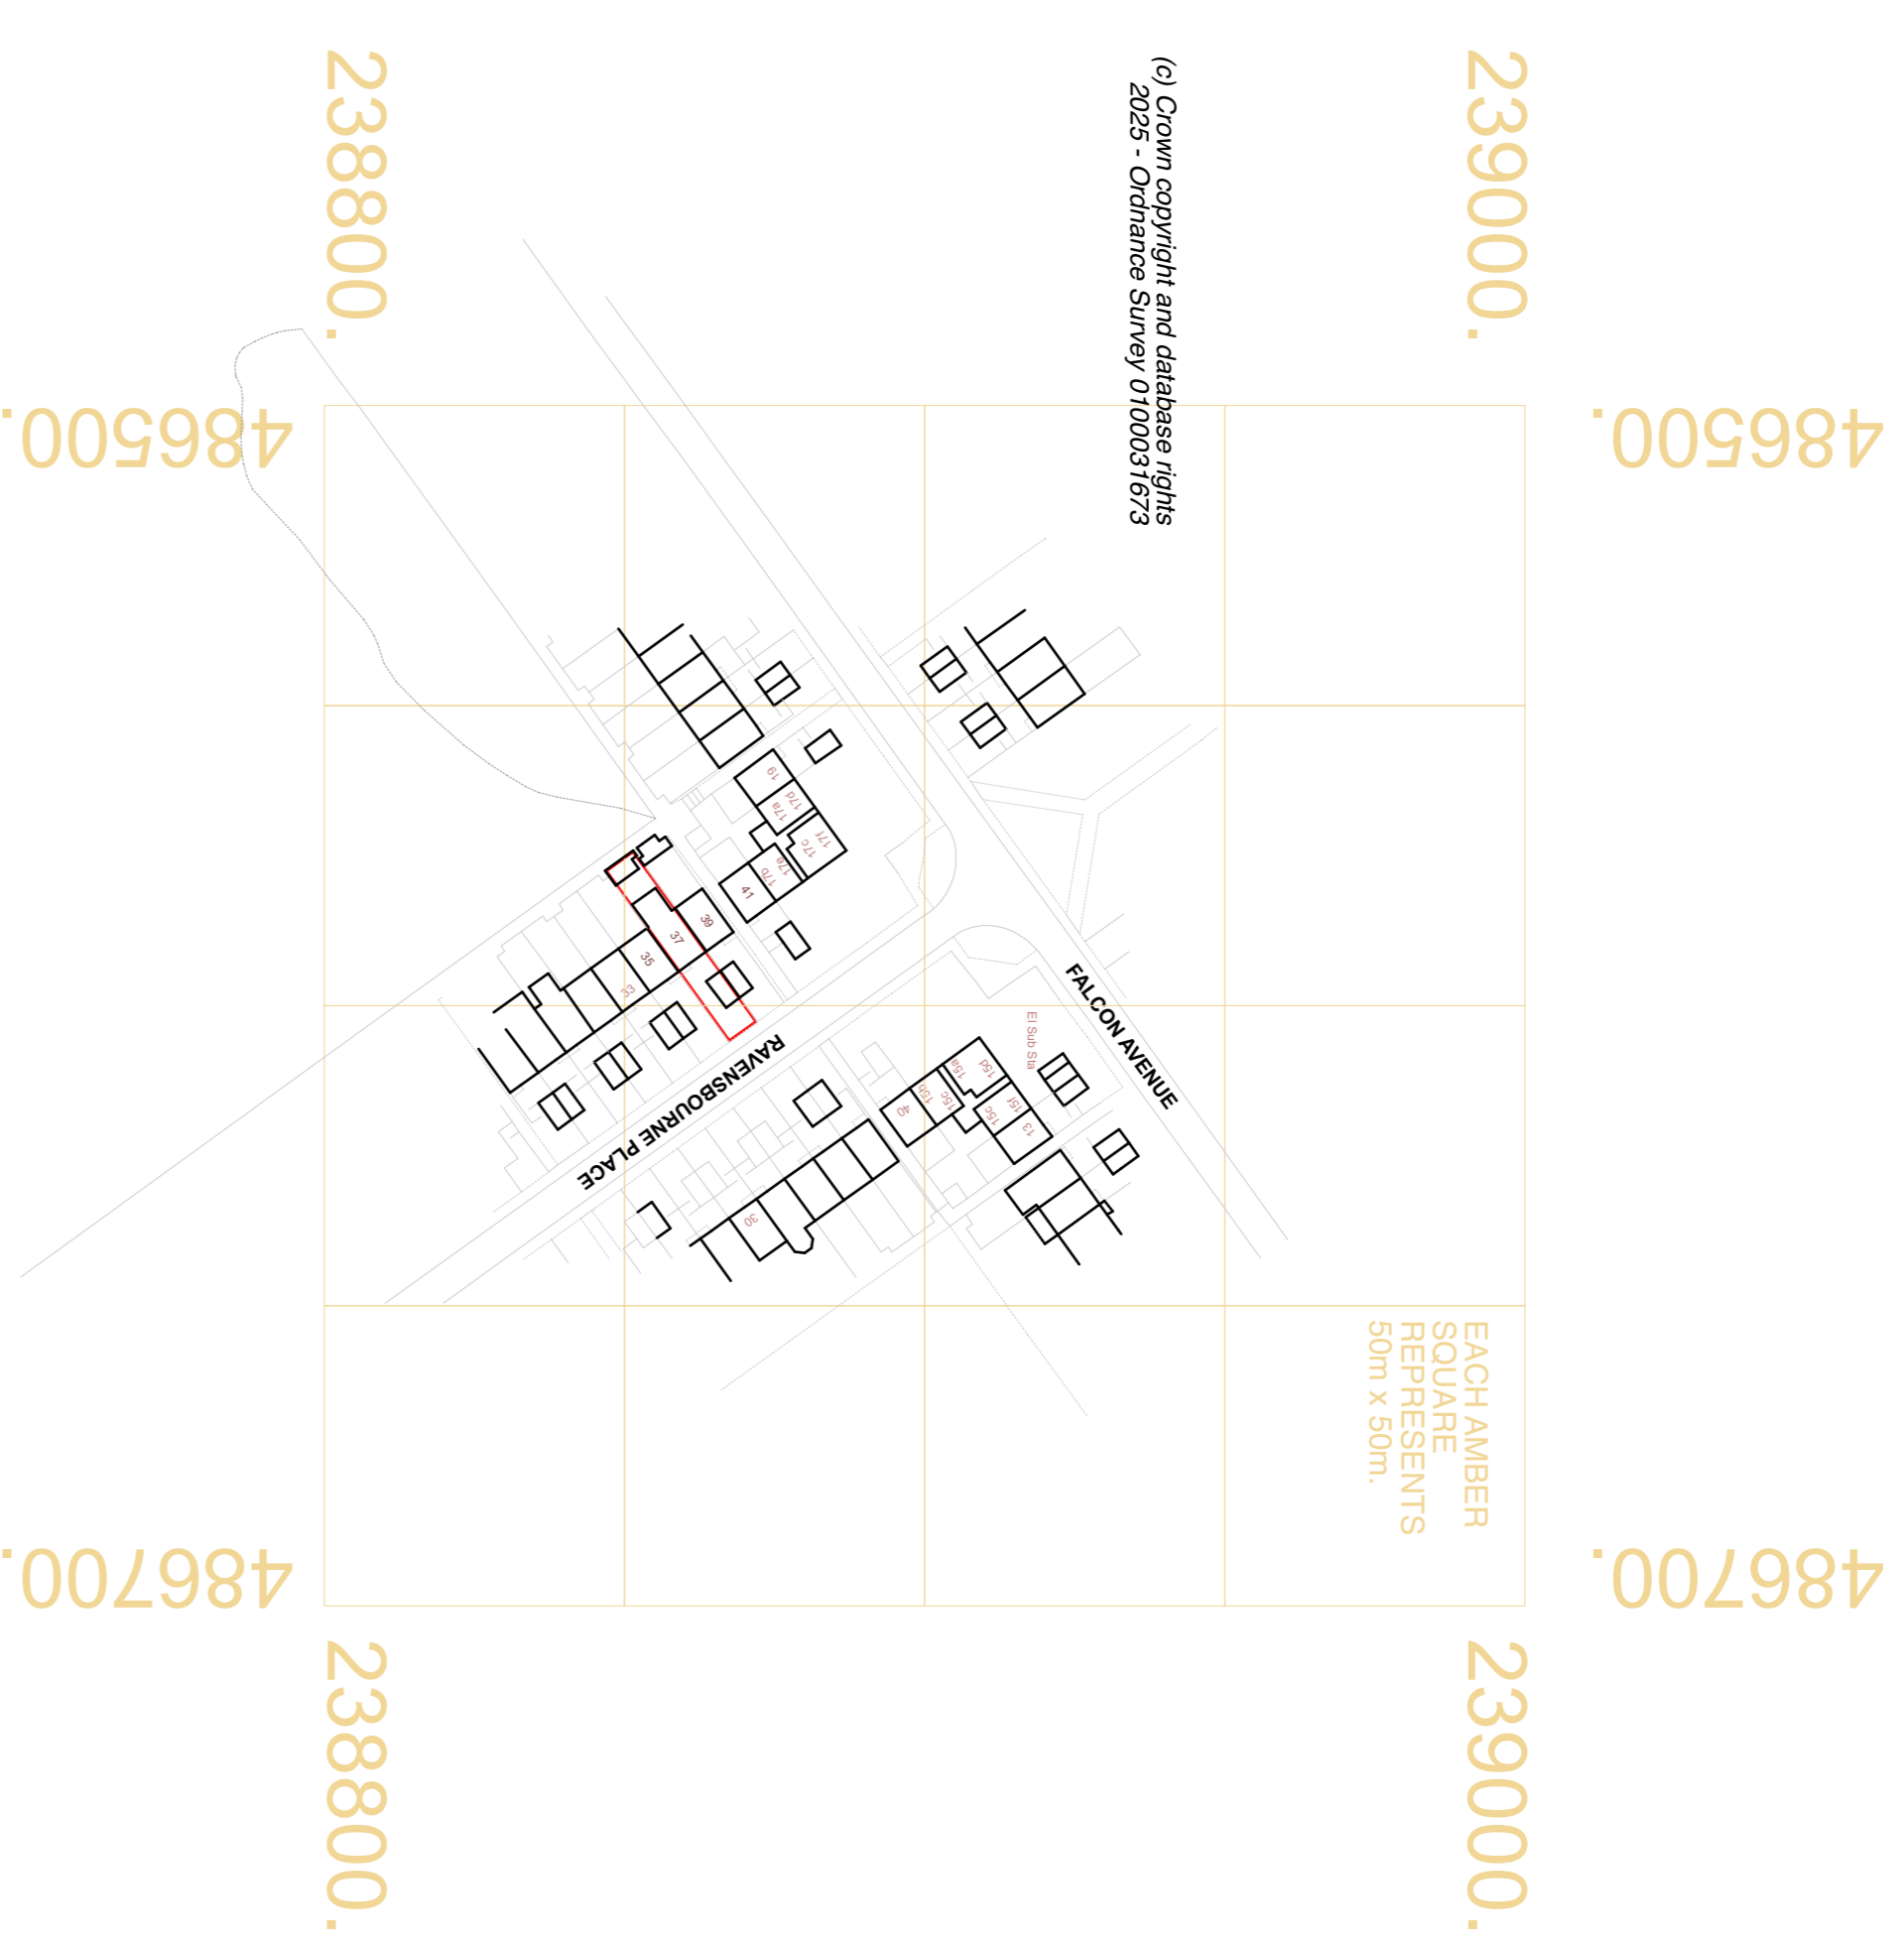 238800.
239000.
(c) Crown copyright and database rights
2025 - Ordnance Survey 0100031673
486500.
486500.
19
17d
17a
17f
17c
17e
17b
41
39
37
35
33
FALCON AVENUE
El Sub Sta
RAVENSBOURNE PLACE
15d
15a
15b
15c
40
15f
15c
13
30
EACH AMBER
SQUARE
REPRESENTS
50m x 50m.
486700.
486700.
238800.
239000.